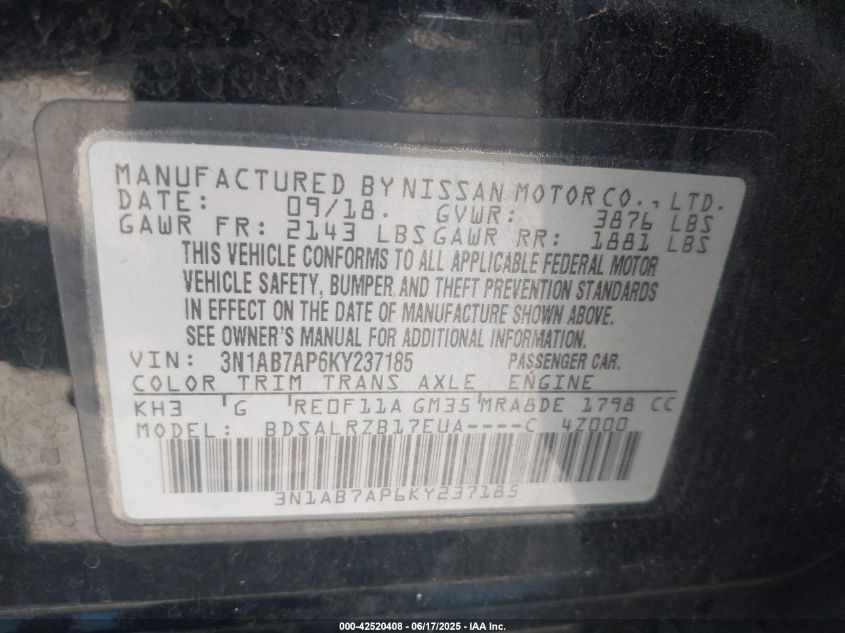 MANUFACTURED BY NISSAN MOTOR CO., LTD.
DATE: 09/18. GVWR: 3876 LBS
GAWR FR: 2143 LBS GAWR RR: 1881 LBS
THIS VEHICLE CONFORMS TO ALL APPLICABLE FEDERAL MOTOR
VEHICLE SAFETY, BUMPER AND THEFT PREVENTION STANDARDS
IN EFFECT ON THE DATE OF MANUFACTURE SHOWN ABOVE.
SEE OWNER'S MANUAL FOR ADDITIONAL INFORMATION.
VIN: 3N1AB7AP6KY237185 PASSENGER CAR.
COLOR TRIM TRANS AXLE ENGINE
KH3 G RE0F11A GM35 MRA8DE 1798 CC
MODEL: BDSALRZB17EUA----C 4Z000
3N1AB7AP6KY237185
000-42520408 - 06/17/2025 - IAA Inc.